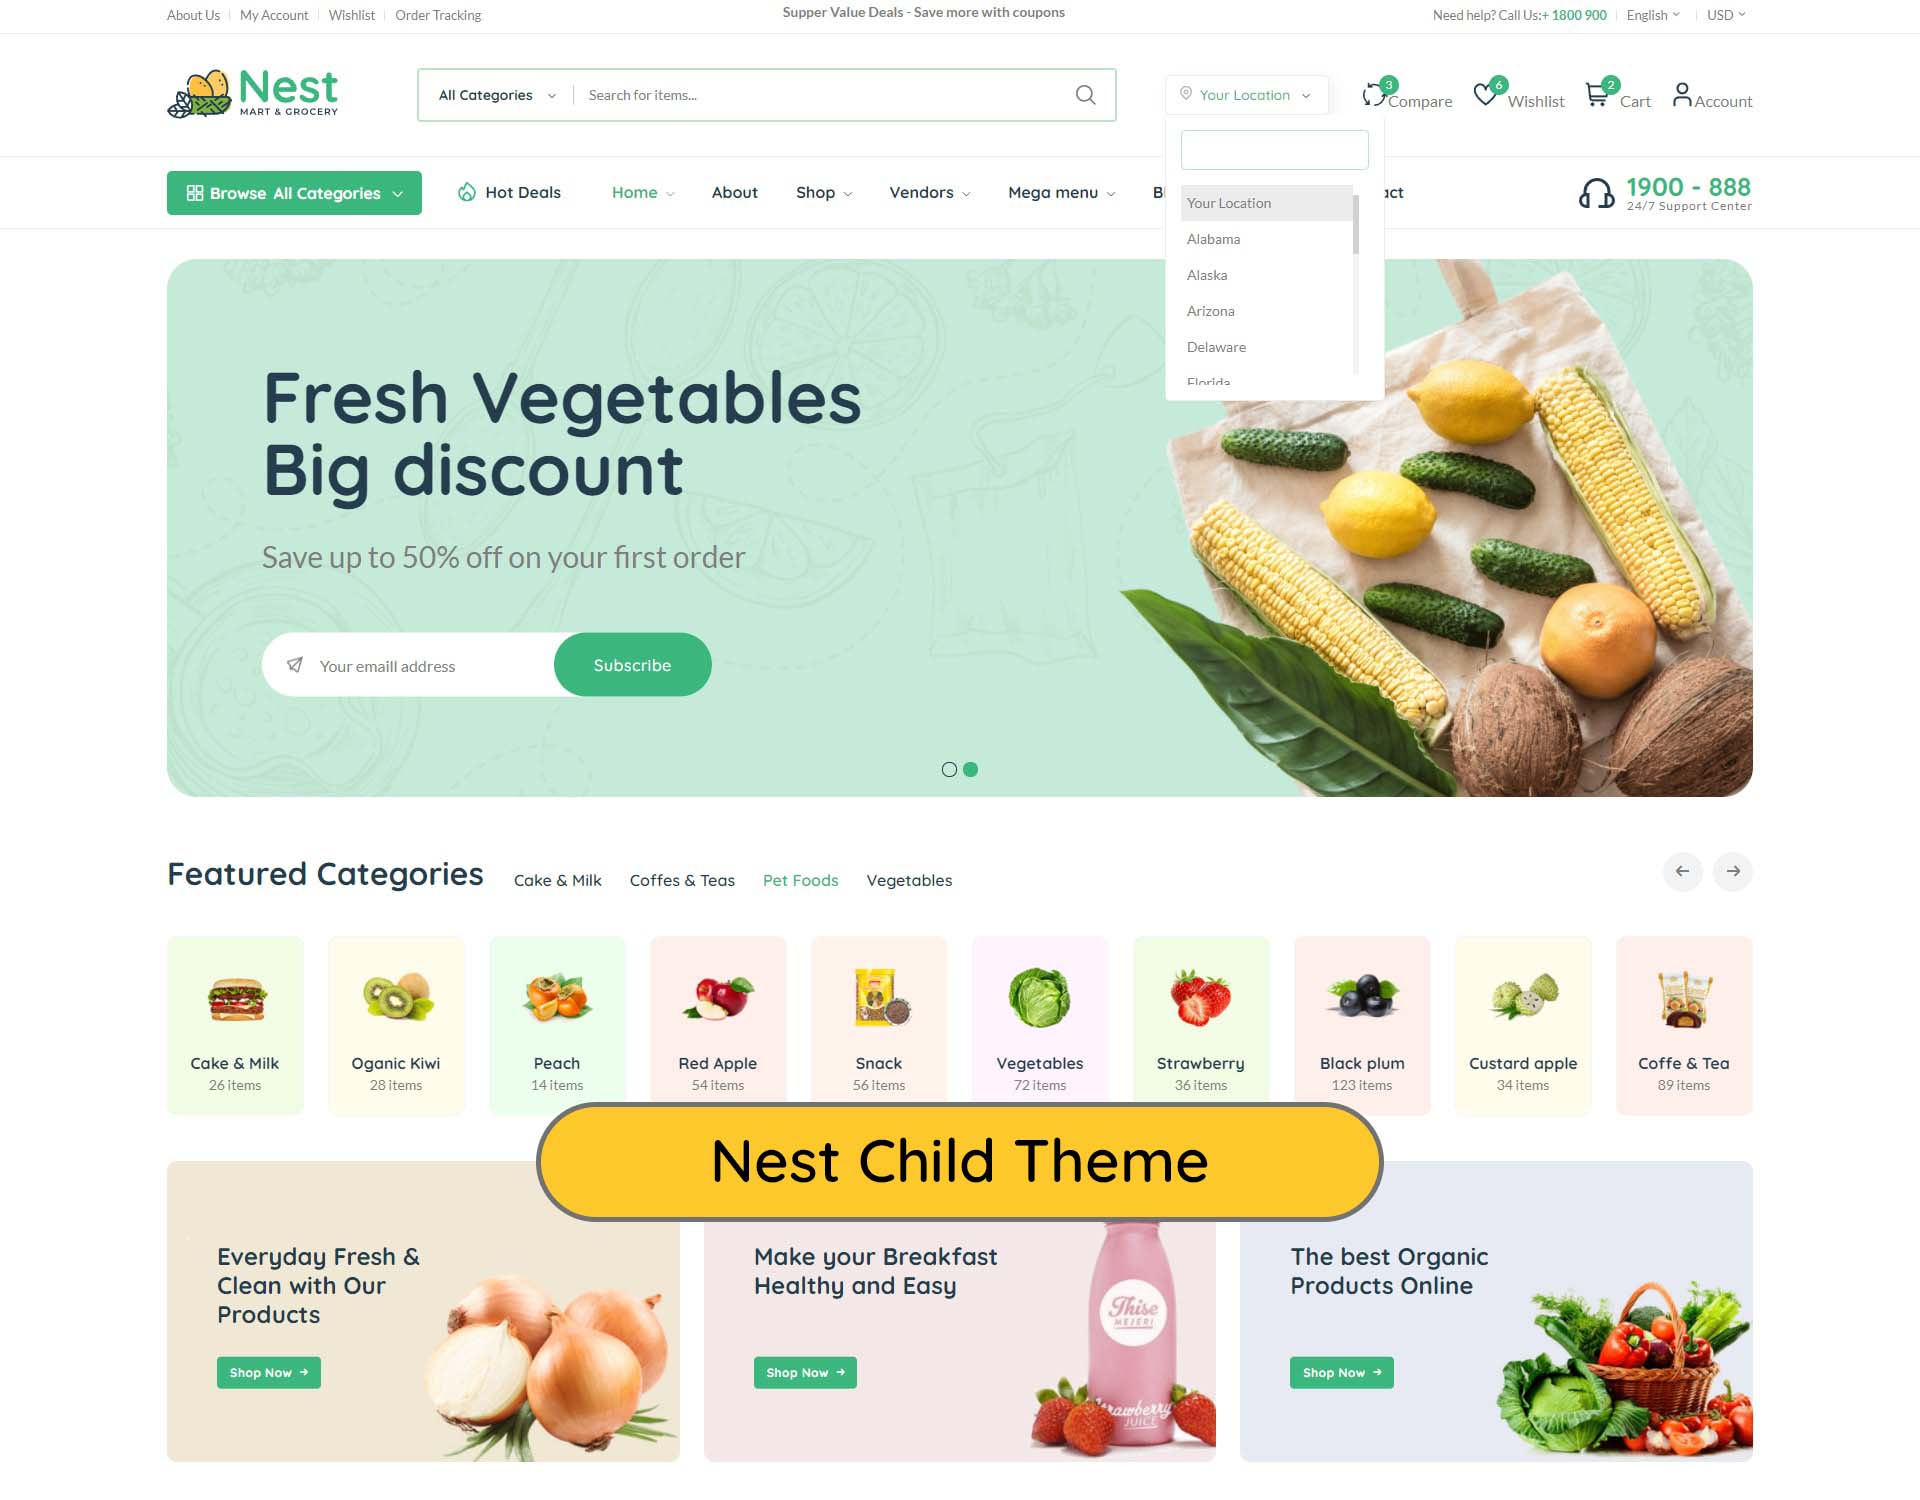 About Us My Account Wishlist Order Tracking
Supper Value Deals - Save more with coupons
Need help? Call Us:+ 1800 900 English USD
Nest
MART & GROCERY
All Categories Search for items...
Your Location
3 Compare 6 Wishlist 2 Cart Account
Browse All Categories Hot Deals Home About Shop Vendors Mega menu
1900 - 888
24/7 Support Center
Your Location
Alabama
Alaska
Arizona
Delaware
Florida
Fresh Vegetables
Big discount
Save up to 50% off on your first order
Your emaill address Subscribe
Featured Categories Cake & Milk Coffes & Teas Pet Foods Vegetables
Cake & Milk Oganic Kiwi Peach Red Apple Snack Vegetables Strawberry Black plum Custard apple Coffe & Tea
26 items 28 items 14 items 54 items 56 items 72 items 36 items 123 items 34 items 89 items
Nest Child Theme
Everyday Fresh &
Clean with Our
Products
Shop Now
Make your Breakfast
Healthy and Easy
Shop Now
Thise
MEJERI
JUICE
The best Organic
Products Online
Shop Now